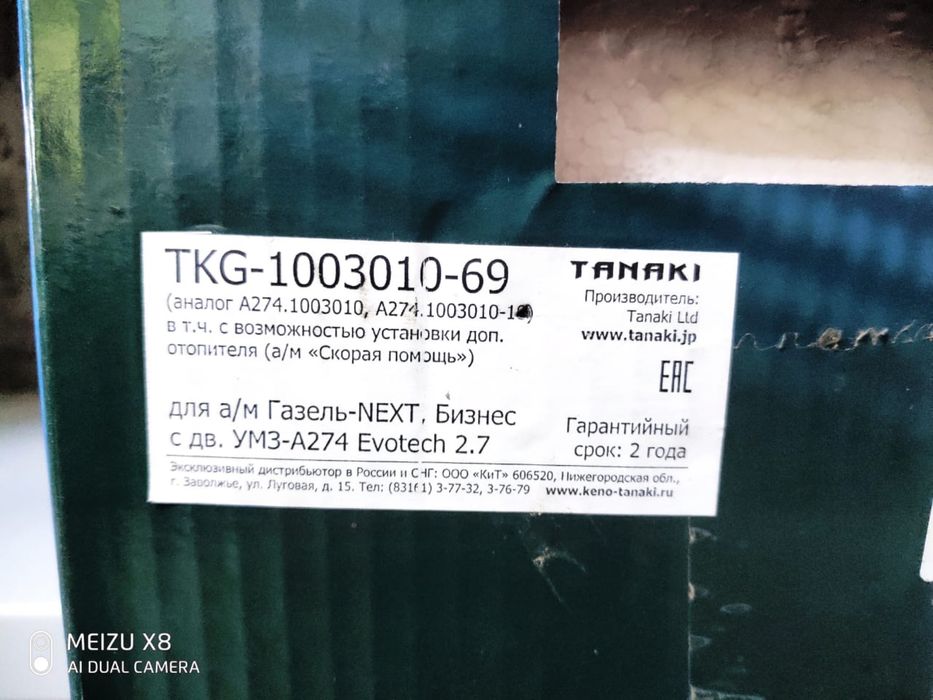 TKG-1003010-69
(аналог А274.1003010, А274.1003010-10)
в т.ч. с возможностью установки доп.
отопителя (а/м «Скорая помощь»)
для а/м Газель-NEXT, Бизнес
с дв. УМЗ-А274 Evotech 2.7
TANAKI
Производитель:
Tanaki Ltd
www.tanaki.jp
EAC
Гарантийный
срок: 2 года
Эксклюзивный дистрибьютор в России и СНГ: ООО «КиТ» 606520, Нижегородская обл.,
г. Заволжье, ул. Луговая, д. 15. Тел: (83161) 3-77-32, 3-76-79 www.keno-tanaki.ru
MEIZU X8
AI DUAL CAMERA